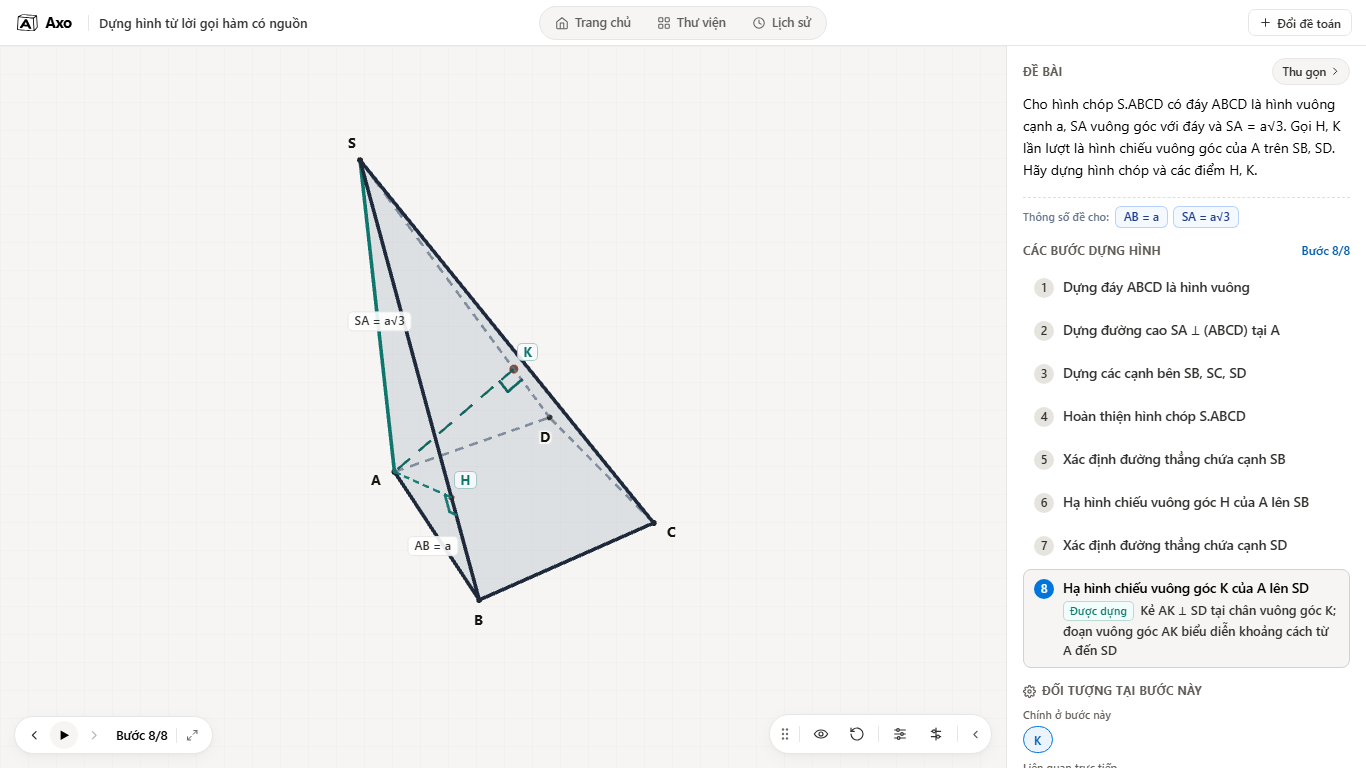 Axo
Dựng hình từ lời gọi hàm có nguồn
Trang chủ
Thư viện
Lịch sử
Đổi đề toán
S
SA = a√3
K
D
A
H
AB = a
C
B
Bước 8/8
ĐỀ BÀI
Thu gọn
Cho hình chóp S.ABCD có đáy ABCD là hình vuông
cạnh a, SA vuông góc với đáy và SA = a√3. Gọi H, K
lần lượt là hình chiếu vuông góc của A trên SB, SD.
Hãy dựng hình chóp và các điểm H, K.
Thông số đề cho: AB = a SA = a√3
CÁC BƯỚC DỰNG HÌNH
Bước 8/8
1 Dựng đáy ABCD là hình vuông
2 Dựng đường cao SA ⊥ (ABCD) tại A
3 Dựng các cạnh bên SB, SC, SD
4 Hoàn thiện hình chóp S.ABCD
5 Xác định đường thẳng chứa cạnh SB
6 Hạ hình chiếu vuông góc H của A lên SB
7 Xác định đường thẳng chứa cạnh SD
8 Hạ hình chiếu vuông góc K của A lên SD
Được dựng Kẻ AK ⊥ SD tại chân vuông góc K;
đoạn vuông góc AK biểu diễn khoảng cách từ
A đến SD
ĐỐI TƯỢNG TẠI BƯỚC NÀY
Chính ở bước này
K
Liên quan trực tiếp